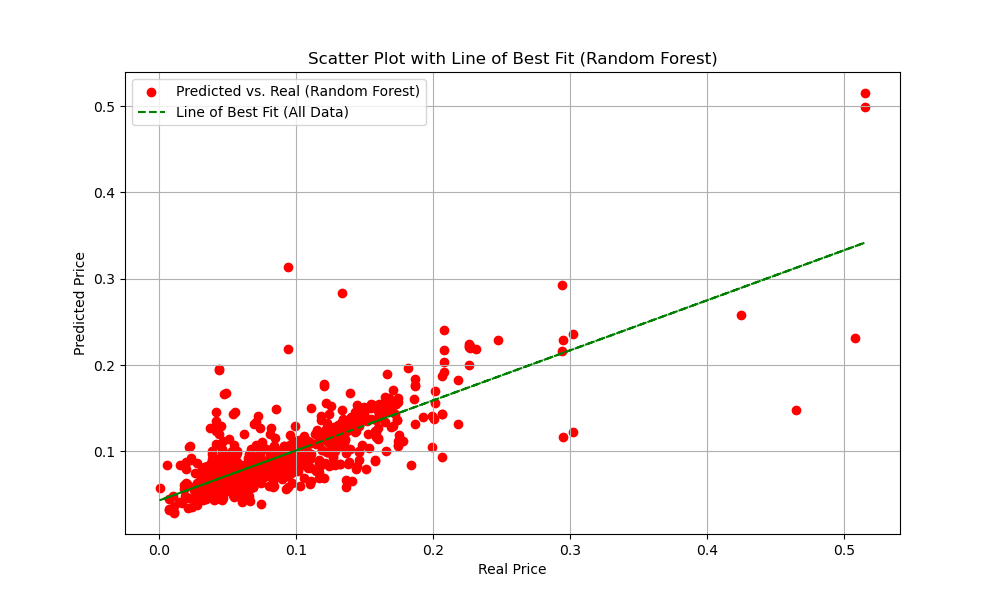 Scatter Plot with Line of Best Fit (Random Forest)
Predicted vs. Real (Random Forest)
Line of Best Fit (All Data)
0.5
0.4
0.3
0.2
0.1
Predicted Price
0.0 0.1 0.2 0.3 0.4 0.5
Real Price